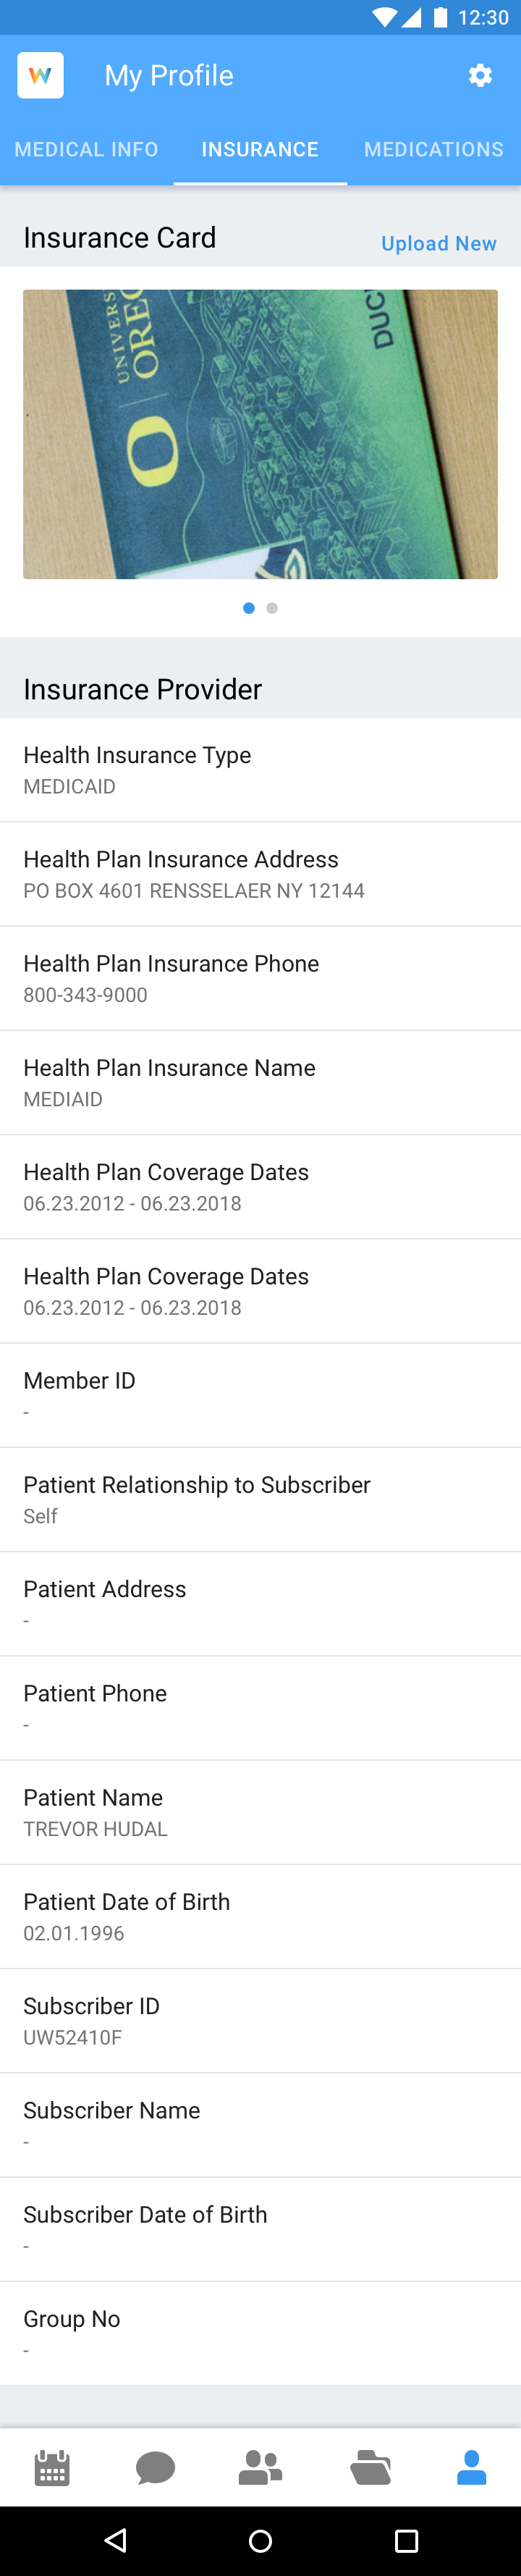 12:30
W
My Profile
MEDICAL INFO
INSURANCE
MEDICATIONS
Insurance Card
Upload New
O
OREG
DUC
Insurance Provider
Health Insurance Type
MEDICAID
Health Plan Insurance Address
PO BOX 4601 RENSSELAER NY 12144
Health Plan Insurance Phone
800-343-9000
Health Plan Insurance Name
MEDIAID
Health Plan Coverage Dates
06.23.2012 - 06.23.2018
Health Plan Coverage Dates
06.23.2012 - 06.23.2018
Member ID
-
Patient Relationship to Subscriber
Self
Patient Address
-
Patient Phone
-
Patient Name
TREVOR HUDAL
Patient Date of Birth
02.01.1996
Subscriber ID
UW52410F
Subscriber Name
-
Subscriber Date of Birth
-
Group No
-